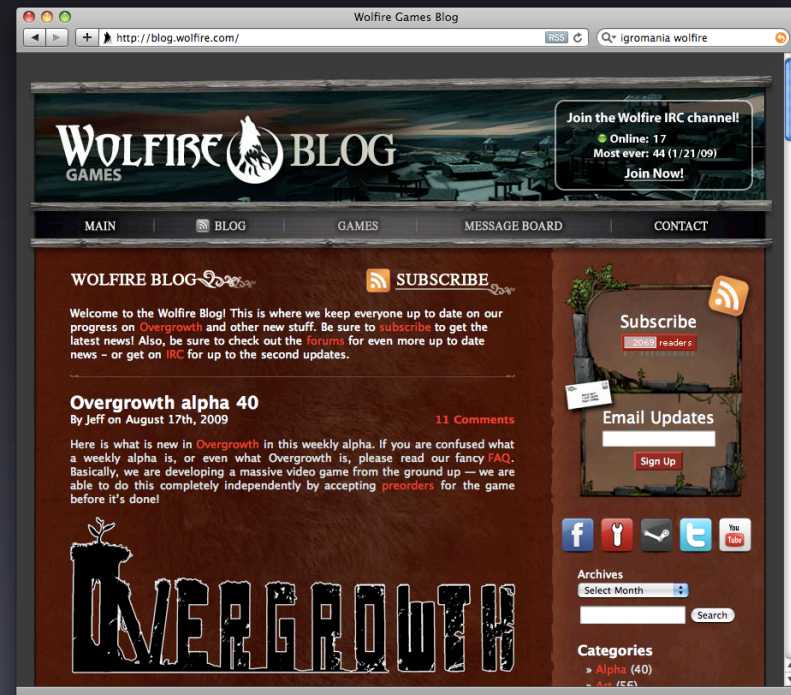 Wolfire Games Blog
http://blog.wolfire.com/
RSS
igromania wolfire
WOLFIRE BLOG
GAMES
Join the Wolfire IRC channel!
Online: 17
Most ever: 44 (1/21/09)
Join Now!
MAIN
BLOG
GAMES
MESSAGE BOARD
CONTACT
WOLFIRE BLOG
SUBSCRIBE
Welcome to the Wolfire Blog! This is where we keep everyone up to date on our
progress on Overgrowth and other new stuff. Be sure to subscribe to get the
latest news! Also, be sure to check out the forums for even more up to date
news – or get on IRC for up to the second updates.
Overgrowth alpha 40
By Jeff on August 17th, 2009
11 Comments
Here is what is new in Overgrowth in this weekly alpha. If you are confused what
a weekly alpha is, or even what Overgrowth is, please read our fancy FAQ.
Basically, we are developing a massive video game from the ground up — we are
able to do this completely independently by accepting preorders for the game
before it's done!
OVERGROWTH
Subscribe
2069 readers
BY FEEDBURNER
Email Updates
Sign Up
f
t
You
Tube
Archives
Select Month
Search
Categories
» Alpha (40)
» Art (56)